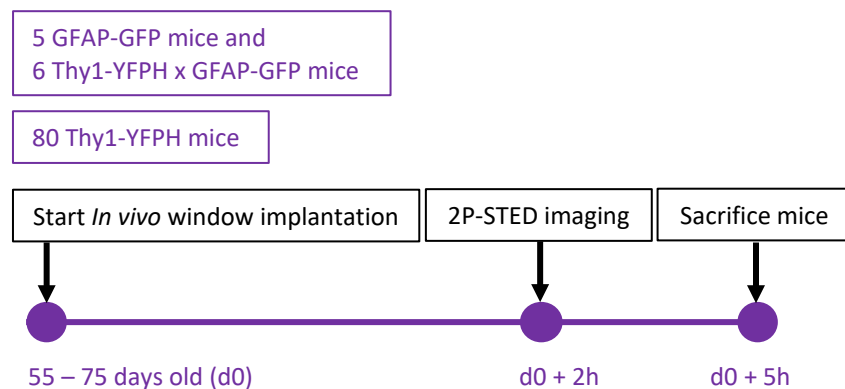 5 GFAP-GFP mice and
6 Thy1-YFPH x GFAP-GFP mice
80 Thy1-YFPH mice
Start In vivo window implantation
2P-STED imaging
Sacrifice mice
55 – 75 days old (d0)
d0 + 2h
d0 + 5h